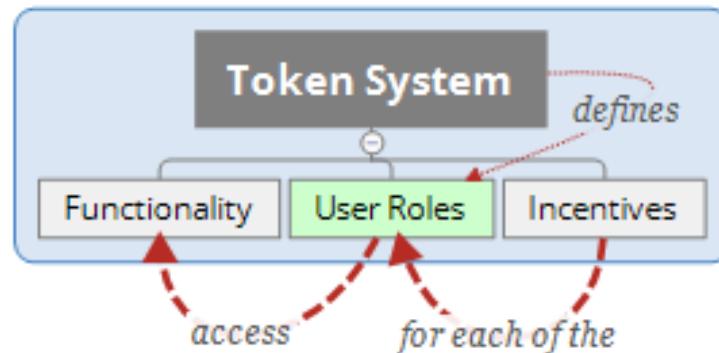 Token System
defines
Functionality
User Roles
Incentives
access
for each of the